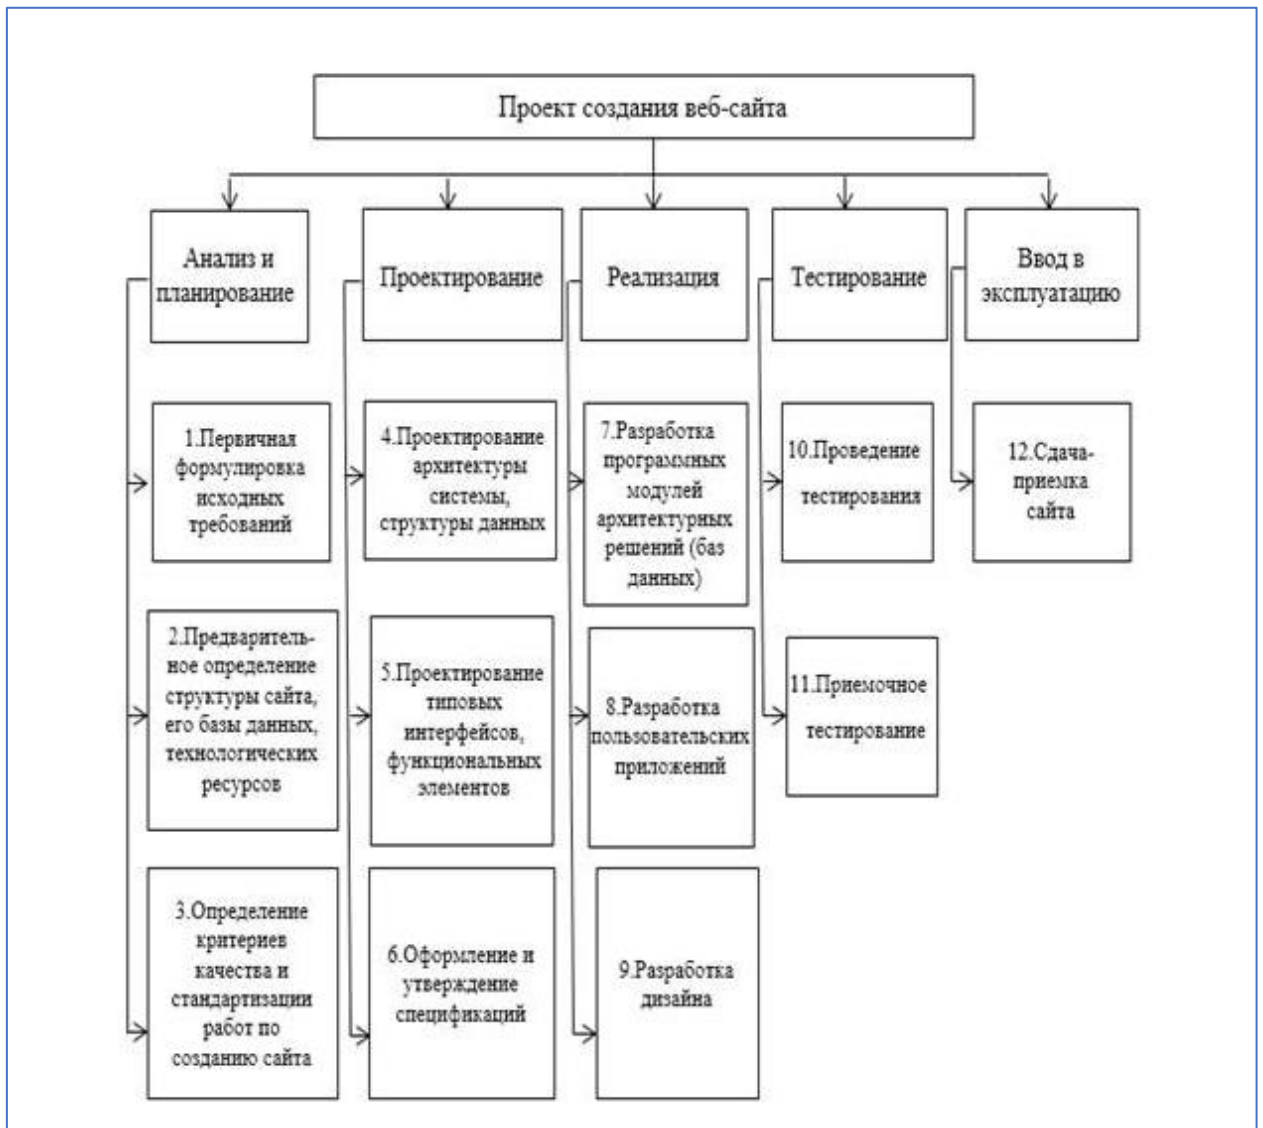 Проект создания веб-сайта
Анализ и
планирование
Проектирование
Реализация
Тестирование
Ввод в
эксплуатацию
1.Первичная
формулировка
исходных
требований
2.Предваритель-
ное определение
структуры сайта,
его базы данных,
технологических
ресурсов
3.Определение
критериев
качества и
стандартизации
работ по
созданию сайта
4.Проектирование
архитектуры
системы,
структуры данных
5.Проектирование
типовых
интерфейсов,
функциональных
элементов
6.Оформление и
утверждение
спецификаций
7.Разработка
программных
модулей
архитектурных
решений (баз
данных)
8.Разработка
пользовательских
приложений
9.Разработка
дизайна
10.Проведение
тестирования
11.Приемочное
тестирование
12.Сдача-
приемка
сайта